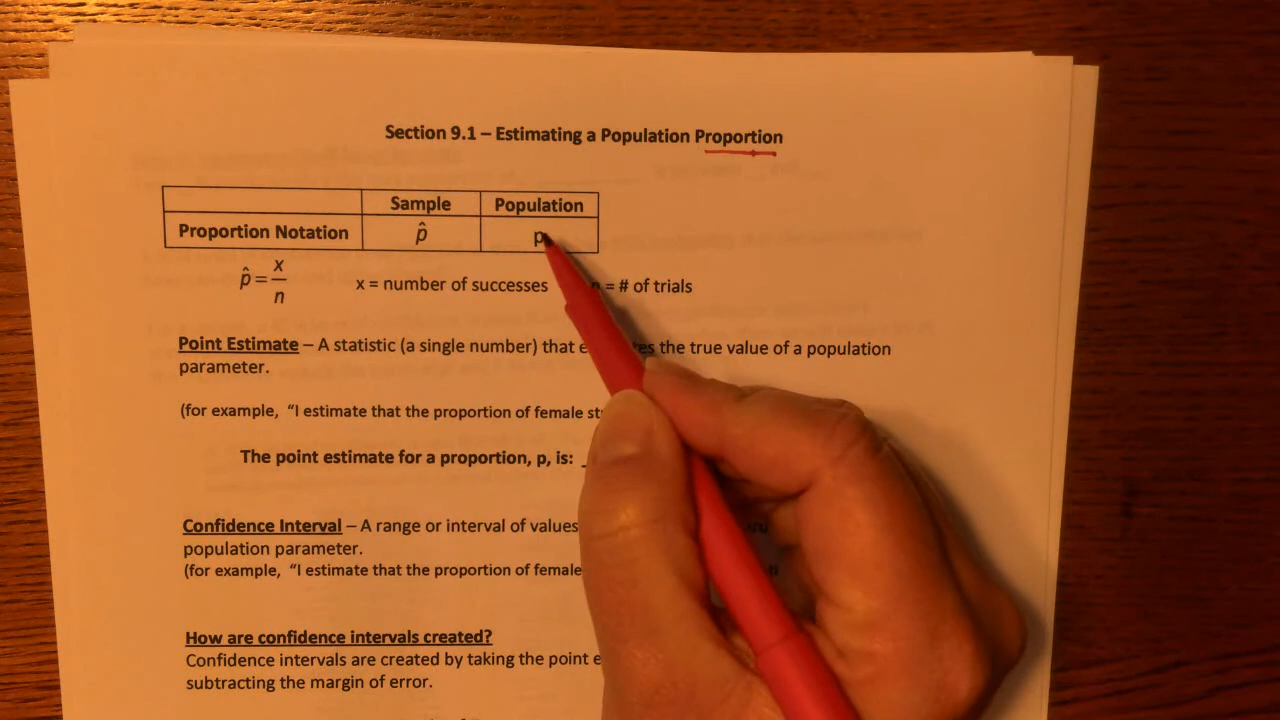 Section 9.1 – Estimating a Population Proportion
Sample Population
Proportion Notation p̂ p
p̂ = x/n x = number of successes = # of trials
Point Estimate – A statistic (a single number) that the true value of a population
parameter.
(for example, "I estimate that the proportion of female
The point estimate for a proportion, p, is:
Confidence Interval – A range or interval of values
population parameter.
(for example, "I estimate that the proportion of female
How are confidence intervals created?
Confidence intervals are created by taking the point
subtracting the margin of error.